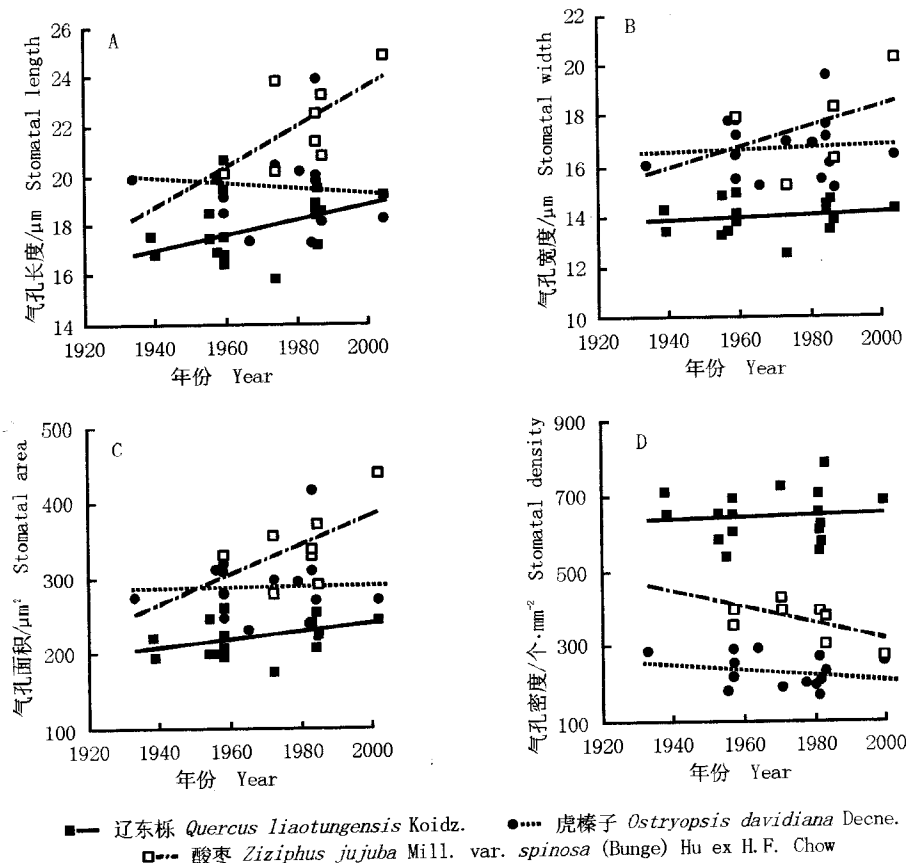 A
26
24
22
20
18
16
14
气孔长度/μm Stomatal length
1920 1940 1960 1980 2000
年份 Year
B
22
20
18
16
14
12
10
气孔宽度/μm Stomatal width
1920 1940 1960 1980 2000
年份 Year
C
500
400
300
200
100
气孔面积/μm² Stomatal area
1920 1940 1960 1980 2000
年份 Year
D
900
700
500
300
100
气孔密度/个·mm⁻² Stomatal density
1920 1940 1960 1980 2000
年份 Year
辽东栎 Quercus liaotungensis Koidz. 虎榛子 Ostryopsis davidiana Decne.
酸枣 Ziziphus jujuba Mill. var. spinosa (Bunge) Hu ex H.F. Chow